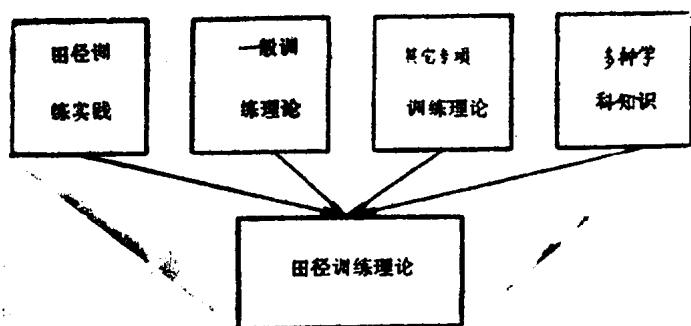 田径训
练实践
一般训
练理论
其它专项
训练理论
多种学
科知识
田径训练理论